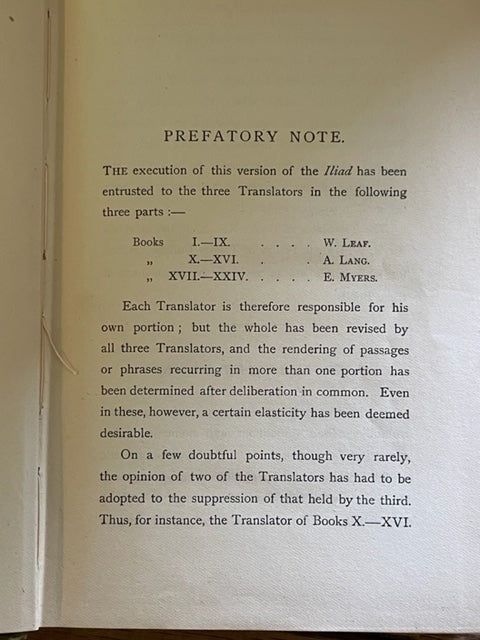 PREFATORY NOTE.
THE execution of this version of the Iliad has been
entrusted to the three Translators in the following
three parts :—
Books I.—IX. . . . . W. LEAF.
„ X.—XVI. . . A. LANG.
„ XVII.—XXIV. . . . . E. MYERS.
Each Translator is therefore responsible for his
own portion ; but the whole has been revised by
all three Translators, and the rendering of passages
or phrases recurring in more than one portion has
been determined after deliberation in common. Even
in these, however, a certain elasticity has been deemed
desirable.
On a few doubtful points, though very rarely,
the opinion of two of the Translators has had to be
adopted to the suppression of that held by the third.
Thus, for instance, the Translator of Books X.—XVI.